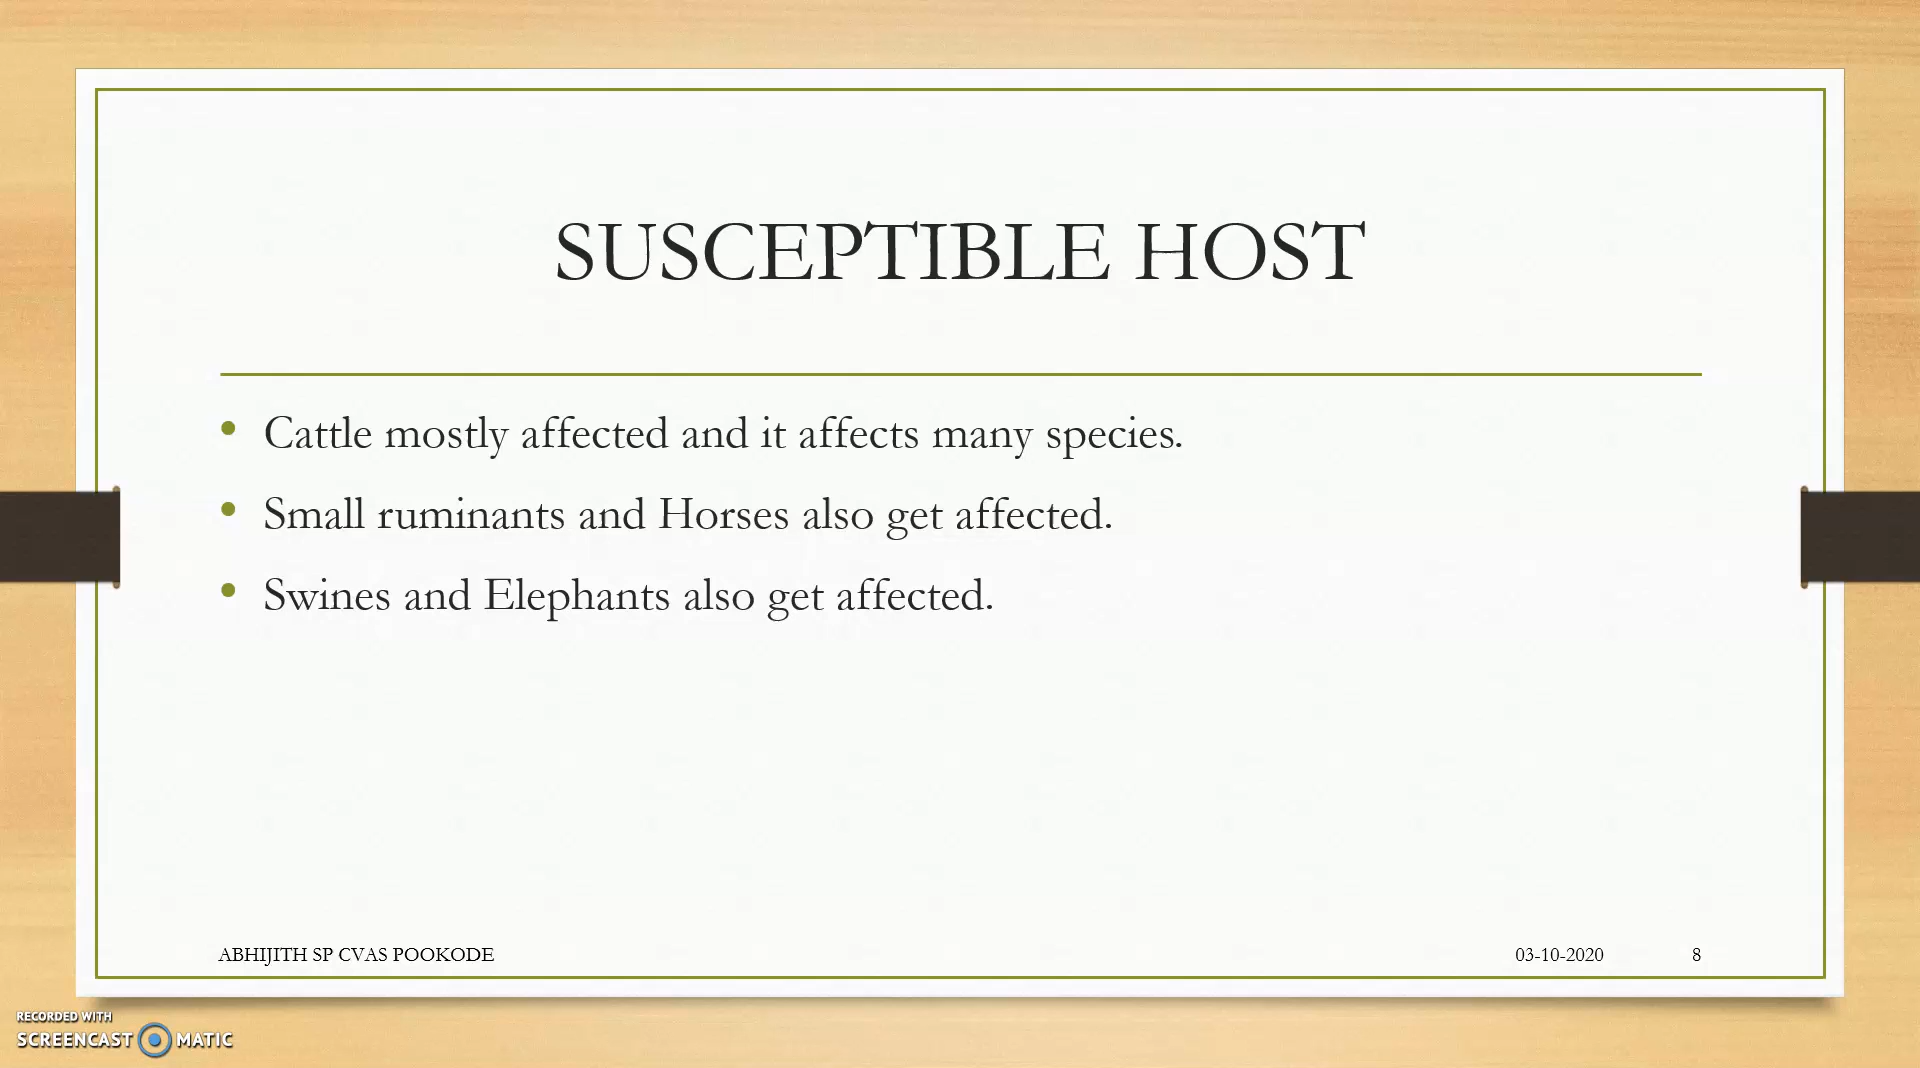 SUSCEPTIBLE HOST
• Cattle mostly affected and it affects many species.
• Small ruminants and Horses also get affected.
• Swines and Elephants also get affected.
ABHIJITH SP CVAS POOKODE 03-10-2020 8
RECORDED WITH
SCREENCAST MATIC